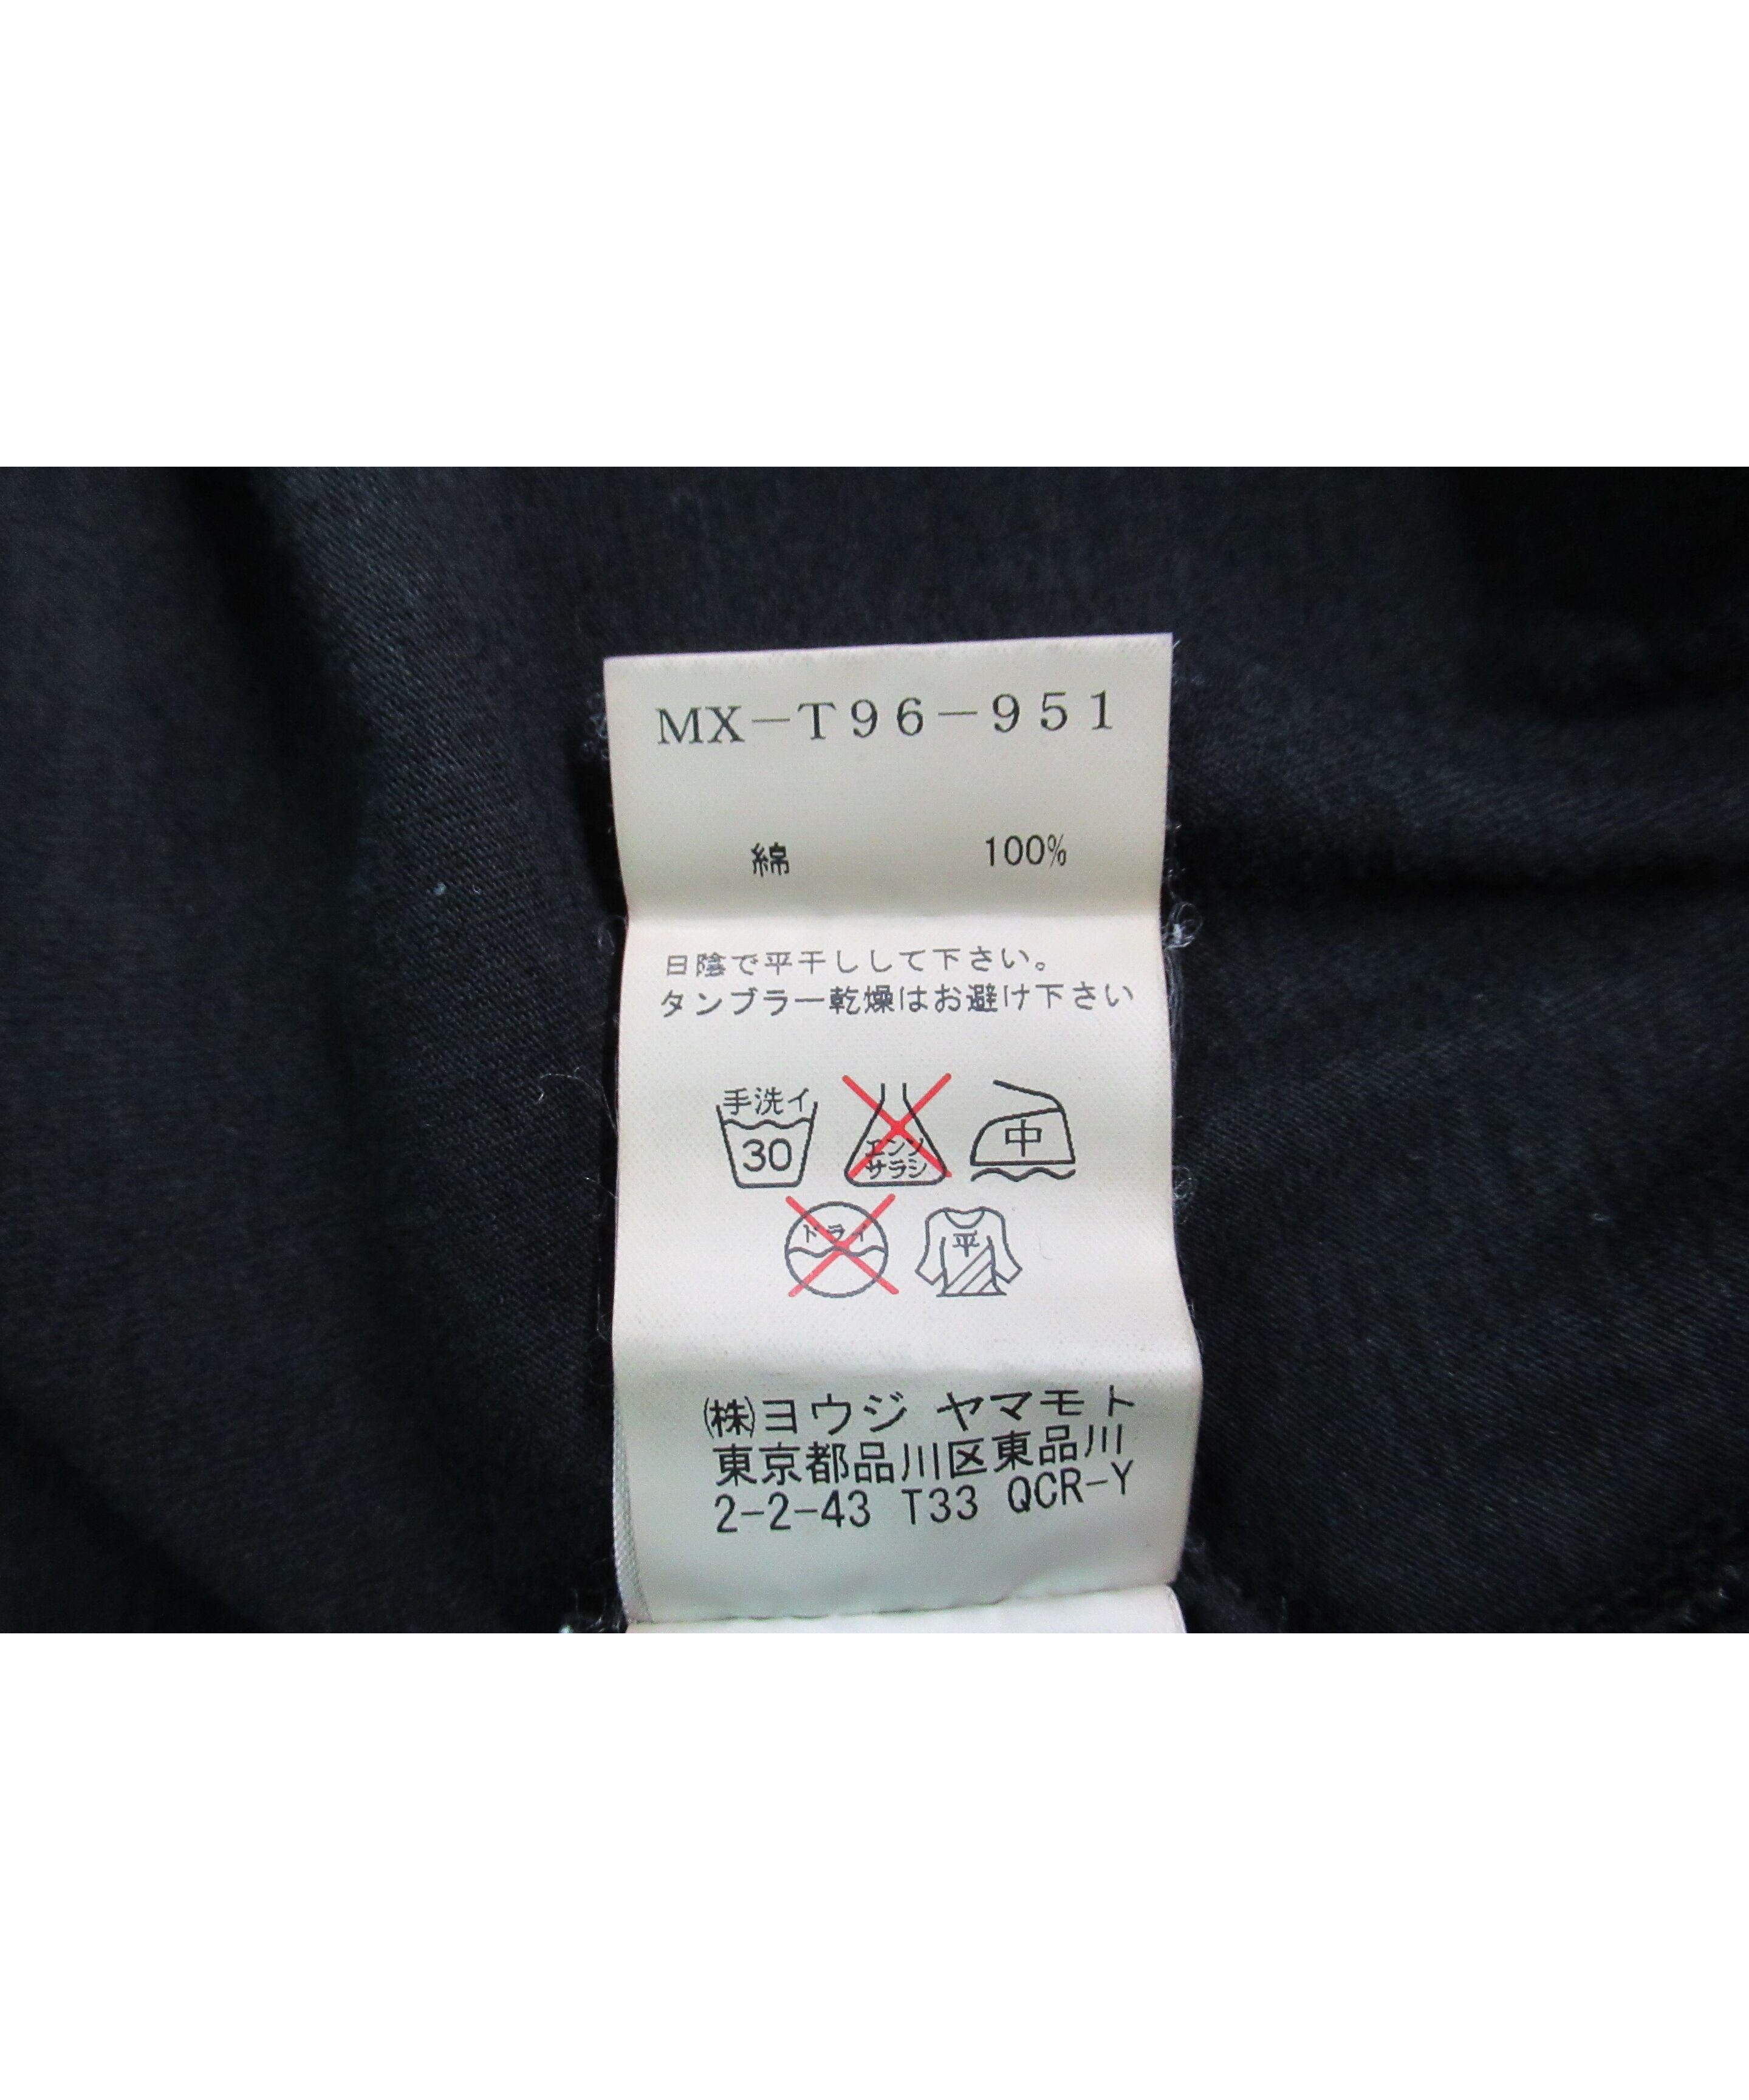 MX-T96-951
綿 100%
日陰で平干しして下さい。
タンブラー乾燥はお避け下さい
手洗イ
30
エンソ
サラシ
中
ドライ
平
(株)ヨウジ ヤマモト
東京都品川区東品川
2-2-43 T33 QCR-Y